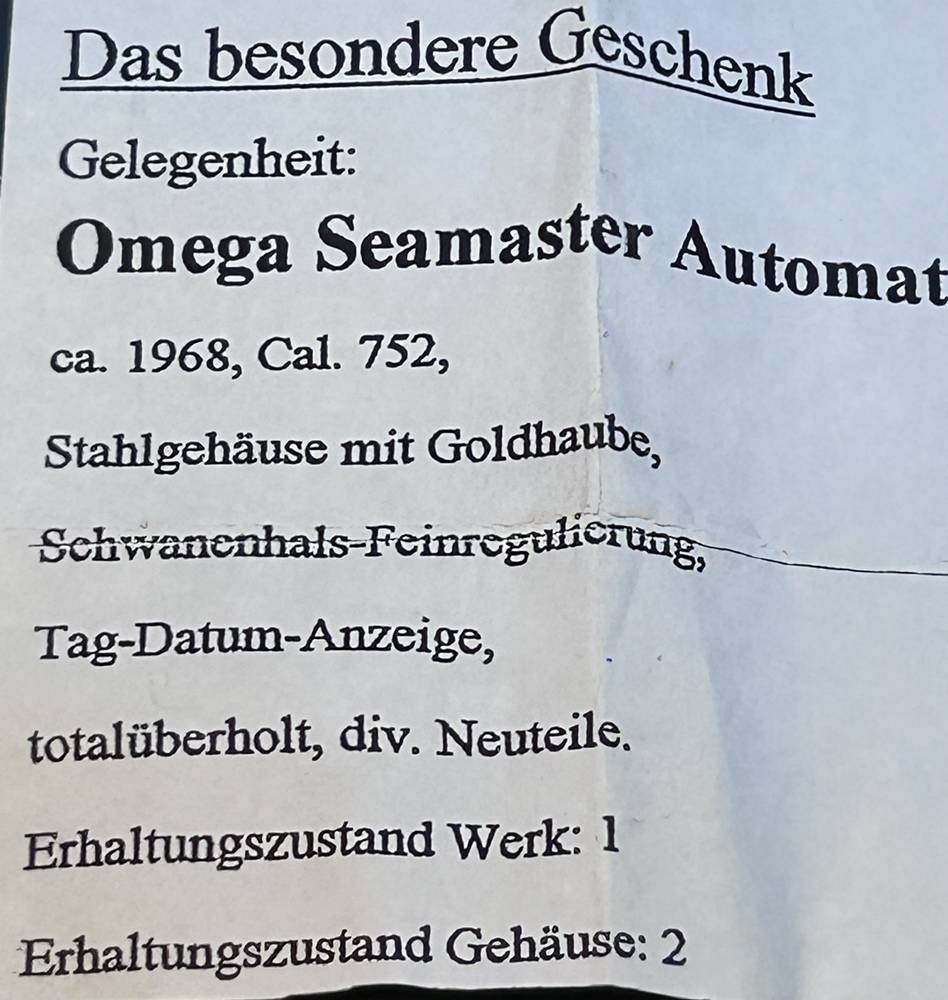 Das besondere Geschenk
Gelegenheit:
Omega Seamaster Automat
ca. 1968, Cal. 752,
Stahlgehäuse mit Goldhaube,
Schwanenhals-Feinregulierung,
Tag-Datum-Anzeige,
totalüberholt, div. Neuteile.
Erhaltungszustand Werk: 1
Erhaltungszustand Gehäuse: 2